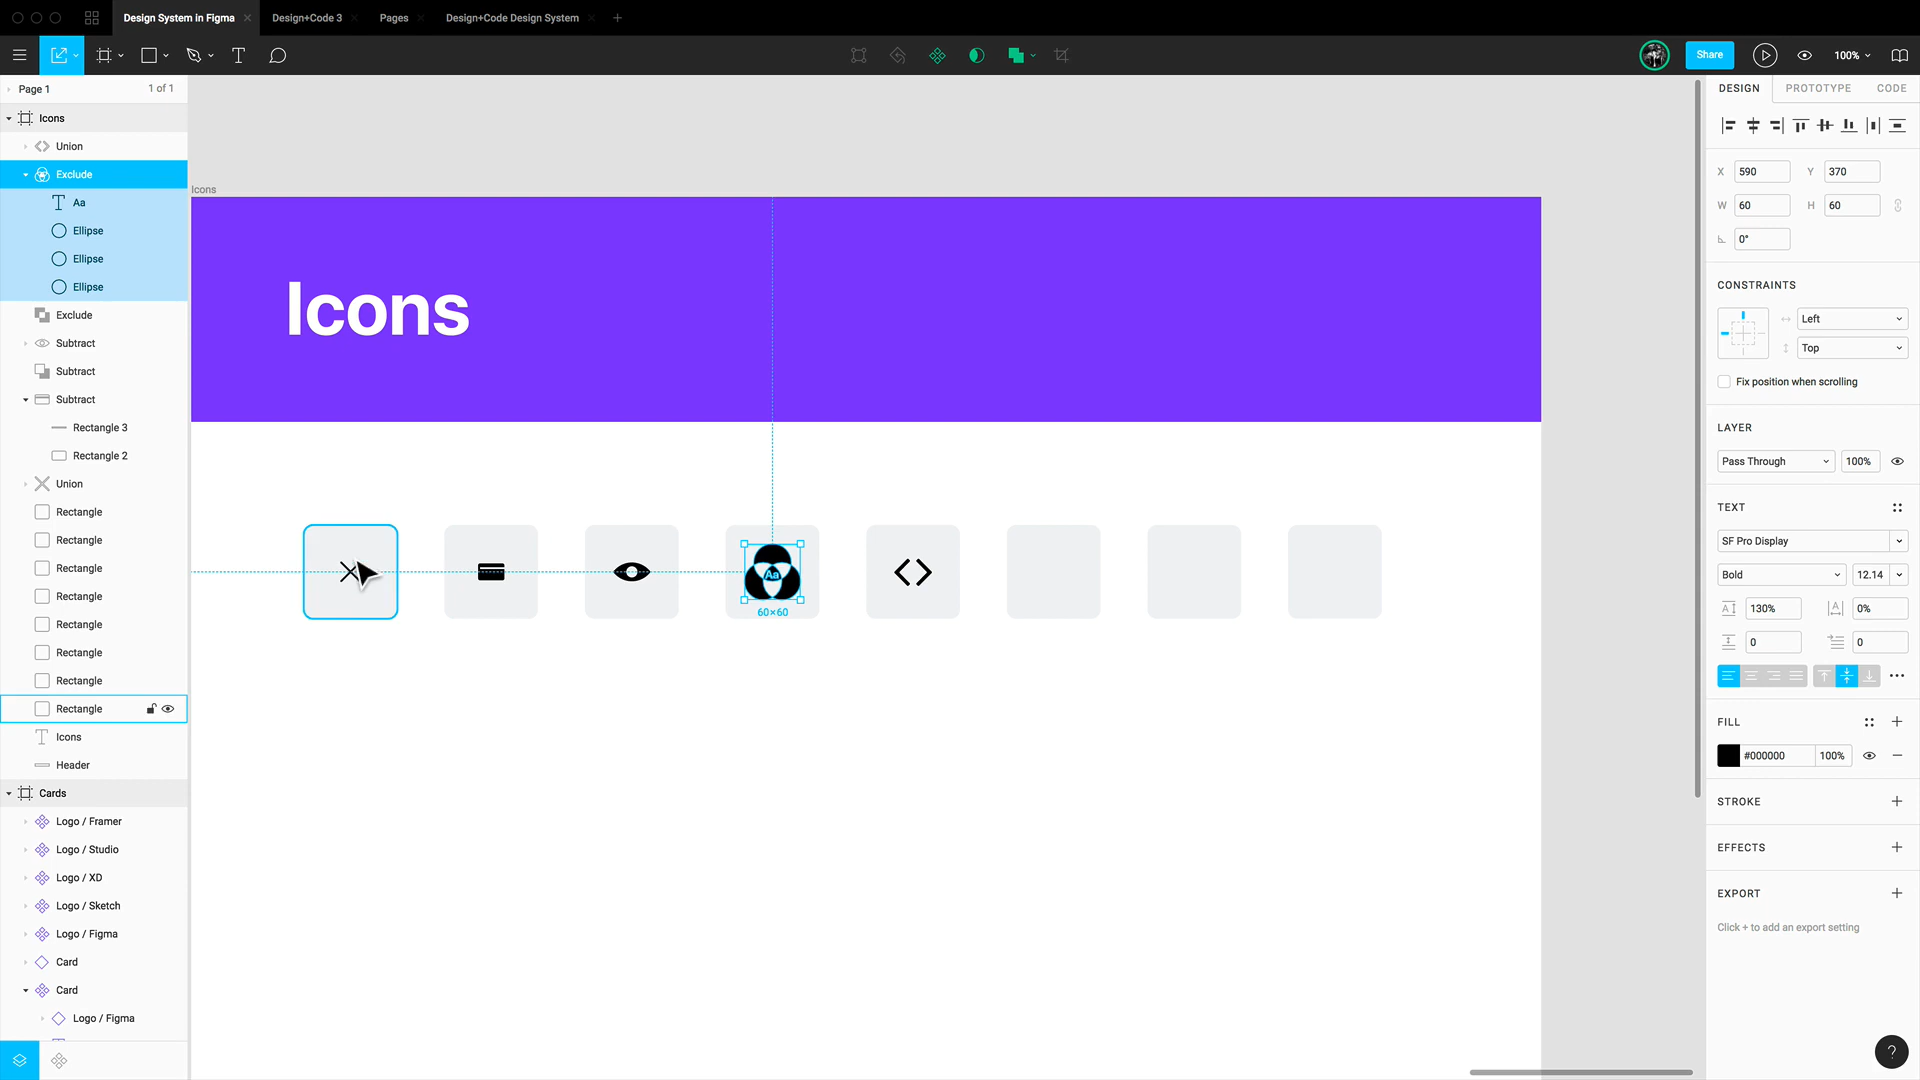 Design System in Figma
Design+Code 3
Pages
Design+Code Design System
Share
100%
Page 1
1 of 1
Icons
Union
Exclude
Aa
Ellipse
Ellipse
Ellipse
Exclude
Subtract
Subtract
Subtract
Rectangle 3
Rectangle 2
Union
Rectangle
Rectangle
Rectangle
Rectangle
Rectangle
Rectangle
Rectangle
Rectangle
Icons
Header
Cards
Logo / Framer
Logo / Studio
Logo / XD
Logo / Sketch
Logo / Figma
Card
Card
Logo / Figma
Icons
Icons
Aa
60×60
DESIGN
PROTOTYPE
CODE
X 590 Y 370
W 60 H 60
0°
CONSTRAINTS
Left
Top
Fix position when scrolling
LAYER
Pass Through 100%
TEXT
SF Pro Display
Bold 12.14
130% 0%
0 0
FILL
#000000 100%
STROKE
EFFECTS
EXPORT
Click + to add an export setting
?